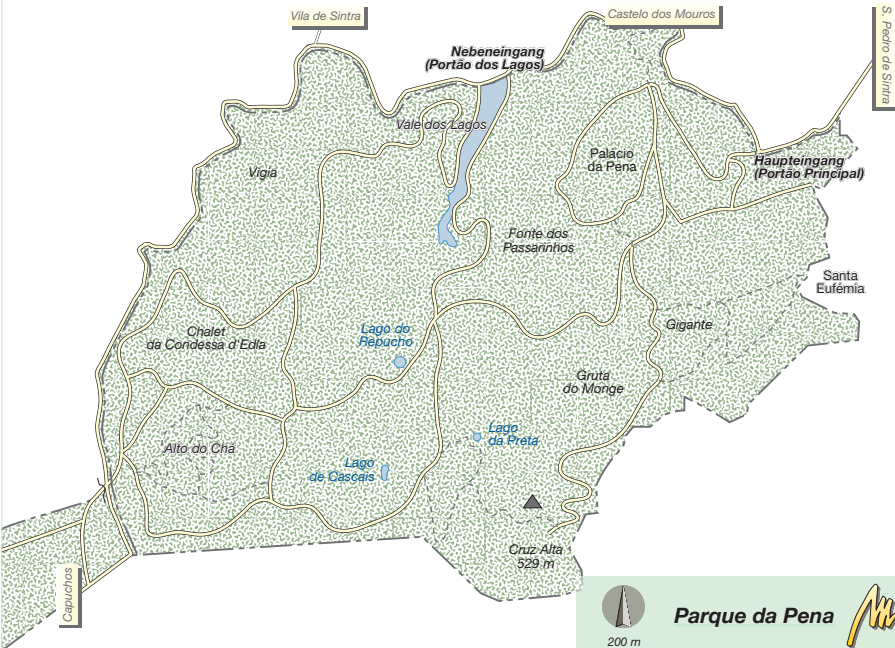 Vila de Sintra
Castelo dos Mouros
S. Pedro de Sintra
Nebeneingang
(Portão dos Lagos)
Vale dos Lagos
Vigia
Palácio
da Pena
Haupteingang
(Portão Principal)
Fonte dos
Passarinhos
Santa
Eufémia
Chalet
da Condessa d'Edla
Lago do
Repucho
Gigante
Gruta
do Monge
Alto do Chá
Lago
da Preta
Lago
de Cascais
Cruz Alta
529 m
Capuchos
Parque da Pena
200 m